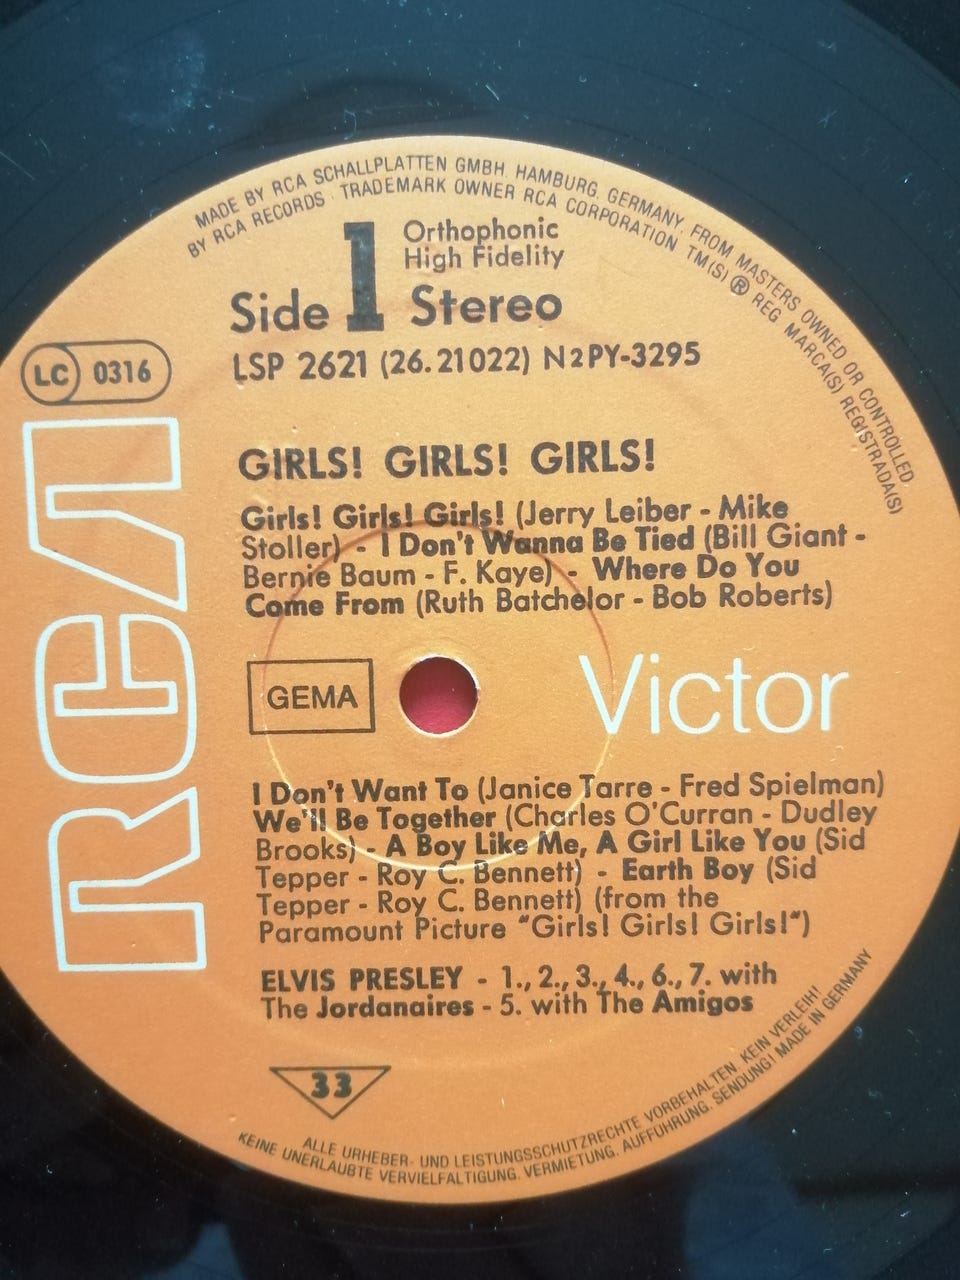 MADE BY RCA SCHALLPLATTEN GMBH. HAMBURG. GERMANY. FROM MASTERS OWNED OR CONTROLLED
BY RCA RECORDS · TRADEMARK OWNER RCA CORPORATION TM(S) ® REG MARCA(S) REGISTRADA(S)
Side 1
Orthophonic
High Fidelity
Stereo
LSP 2621 (26.21022) N2PY-3295
LC 0316
RCA
GIRLS! GIRLS! GIRLS!
Girls! Girls! Girls! (Jerry Leiber - Mike
Stoller) - I Don't Wanna Be Tied (Bill Giant -
Bernie Baum - F. Kaye) - Where Do You
Come From (Ruth Batchelor - Bob Roberts)
GEMA
Victor
I Don't Want To (Janice Tarre - Fred Spielman)
We'll Be Together (Charles O'Curran - Dudley
Brooks) - A Boy Like Me, A Girl Like You (Sid
Tepper - Roy C. Bennett) - Earth Boy (Sid
Tepper - Roy C. Bennett) (from the
Paramount Picture "Girls! Girls! Girls!")
ELVIS PRESLEY - 1., 2., 3., 4., 6., 7. with
The Jordanaires - 5. with The Amigos
33
ALLE URHEBER- UND LEISTUNGSSCHUTZRECHTE VORBEHALTEN. KEIN VERLEIH!
KEINE UNERLAUBTE VERVIELFALTIGUNG. VERMIETUNG. AUFFUHRUNG. SENDUNG! MADE IN GERMANY